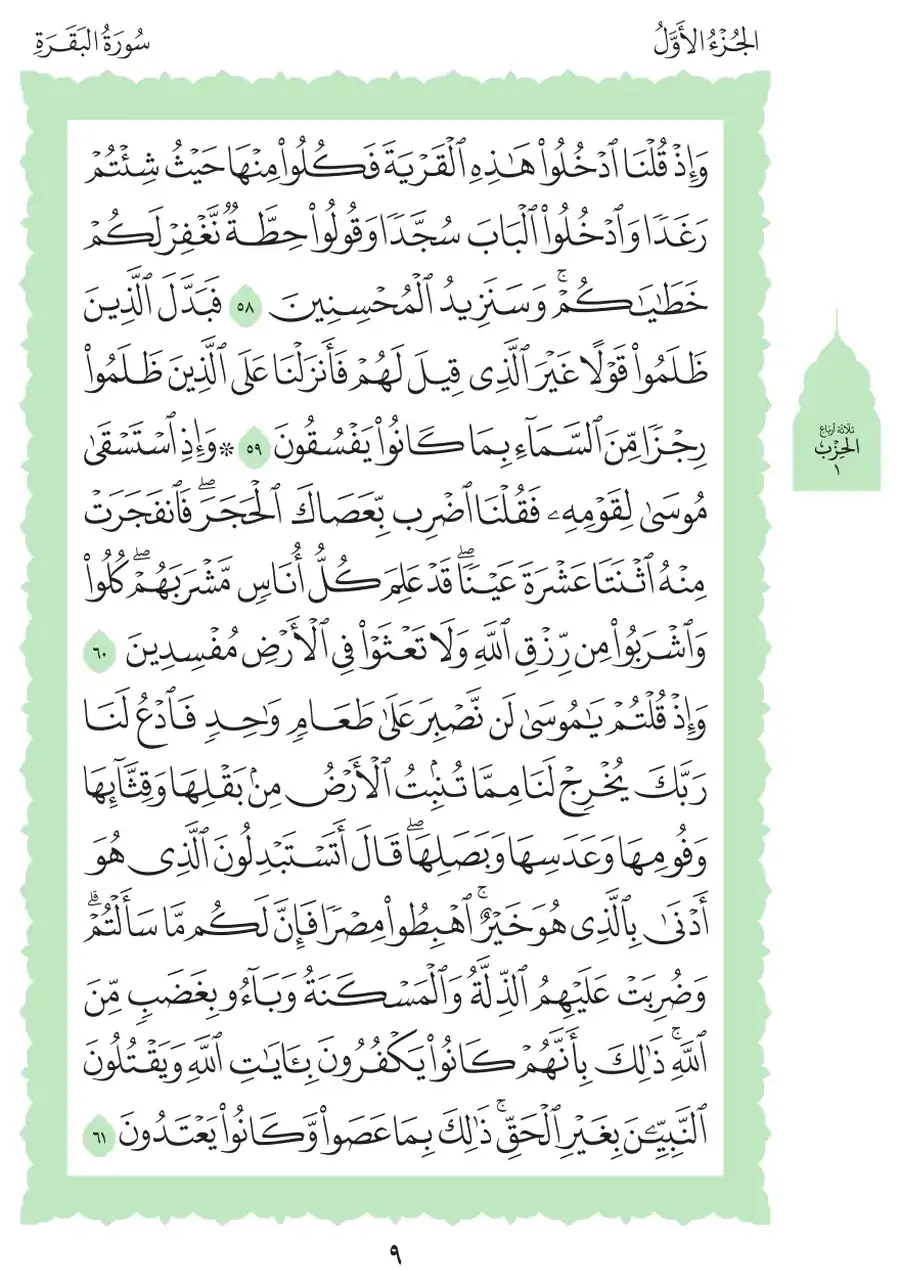 الجُزْءُ الأَوَّلُ
سُورَةُ البَقَرَةِ
وَإِذۡ قُلۡنَا ٱدۡخُلُواْ هَٰذِهِ ٱلۡقَرۡيَةَ فَكُلُواْ مِنۡهَا حَيۡثُ شِئۡتُمۡ
رَغَدٗا وَٱدۡخُلُواْ ٱلۡبَابَ سُجَّدٗا وَقُولُواْ حِطَّةٞ نَّغۡفِرۡ لَكُمۡ
خَطَٰيَٰكُمۡۚ وَسَنَزِيدُ ٱلۡمُحۡسِنِينَ ٥٨ فَبَدَّلَ ٱلَّذِينَ
ظَلَمُواْ قَوۡلًا غَيۡرَ ٱلَّذِي قِيلَ لَهُمۡ فَأَنزَلۡنَا عَلَى ٱلَّذِينَ ظَلَمُواْ
رِجۡزٗا مِّنَ ٱلسَّمَآءِ بِمَا كَانُواْ يَفۡسُقُونَ ٥٩ * وَإِذِ ٱسۡتَسۡقَىٰ
مُوسَىٰ لِقَوۡمِهِۦ فَقُلۡنَا ٱضۡرِب بِّعَصَاكَ ٱلۡحَجَرَۖ فَٱنفَجَرَتۡ
مِنۡهُ ٱثۡنَتَا عَشۡرَةَ عَيۡنٗاۖ قَدۡ عَلِمَ كُلُّ أُنَاسٖ مَّشۡرَبَهُمۡۖ كُلُواْ
وَٱشۡرَبُواْ مِن رِّزۡقِ ٱللَّهِ وَلَا تَعۡثَوۡاْ فِي ٱلۡأَرۡضِ مُفۡسِدِينَ ٦٠
وَإِذۡ قُلۡتُمۡ يَٰمُوسَىٰ لَن نَّصۡبِرَ عَلَىٰ طَعَامٖ وَٰحِدٖ فَٱدۡعُ لَنَا
رَبَّكَ يُخۡرِجۡ لَنَا مِمَّا تُنۢبِتُ ٱلۡأَرۡضُ مِنۢ بَقۡلِهَا وَقِثَّآئِهَا
وَفُومِهَا وَعَدَسِهَا وَبَصَلِهَاۖ قَالَ أَتَسۡتَبۡدِلُونَ ٱلَّذِي هُوَ
أَدۡنَىٰ بِٱلَّذِي هُوَ خَيۡرٌۚ ٱهۡبِطُواْ مِصۡرٗا فَإِنَّ لَكُم مَّا سَأَلۡتُمۡۗ
وَضُرِبَتۡ عَلَيۡهِمُ ٱلذِّلَّةُ وَٱلۡمَسۡكَنَةُ وَبَآءُو بِغَضَبٖ مِّنَ
ٱللَّهِۚ ذَٰلِكَ بِأَنَّهُمۡ كَانُواْ يَكۡفُرُونَ بِـَٔايَٰتِ ٱللَّهِ وَيَقۡتُلُونَ
ٱلنَّبِيِّـۧنَ بِغَيۡرِ ٱلۡحَقِّۚ ذَٰلِكَ بِمَا عَصَواْ وَّكَانُواْ يَعۡتَدُونَ ٦١
ثلاثة أرباع
الحِزْب
١
٩